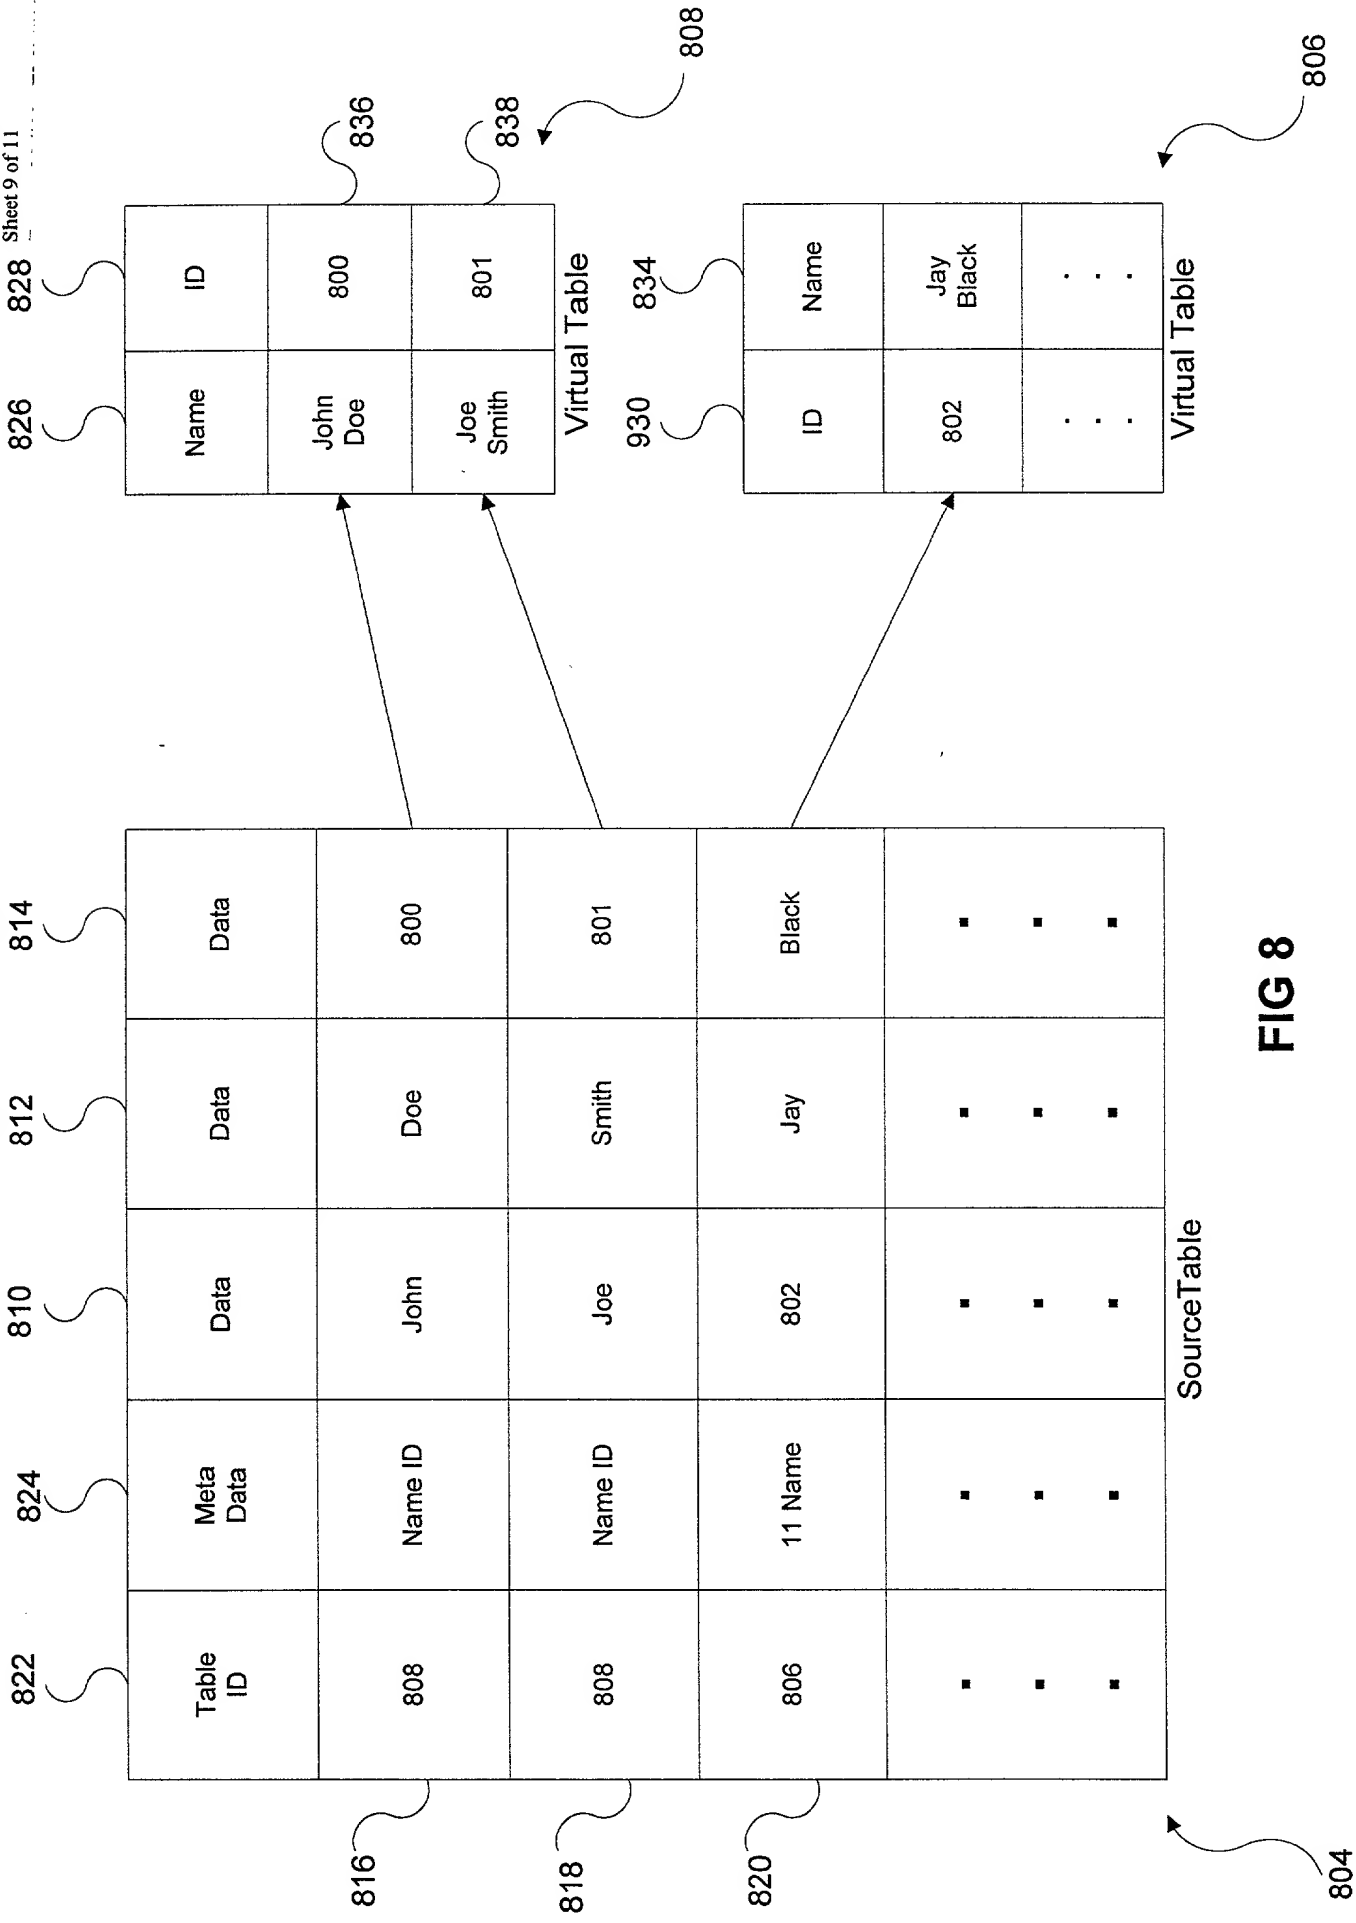 Sheet 9 of 11
822
824
810
812
814
826
828
Table
ID
Meta
Data
Data
Data
Data
816
808
Name ID
John
Doe
800
818
808
Name ID
Joe
Smith
801
820
806
11 Name
802
Jay
Black
SourceTable
804
Name
ID
John
Doe
800
836
Joe
Smith
801
838
Virtual Table
808
930
834
ID
Name
802
Jay
Black
Virtual Table
806
FIG 8